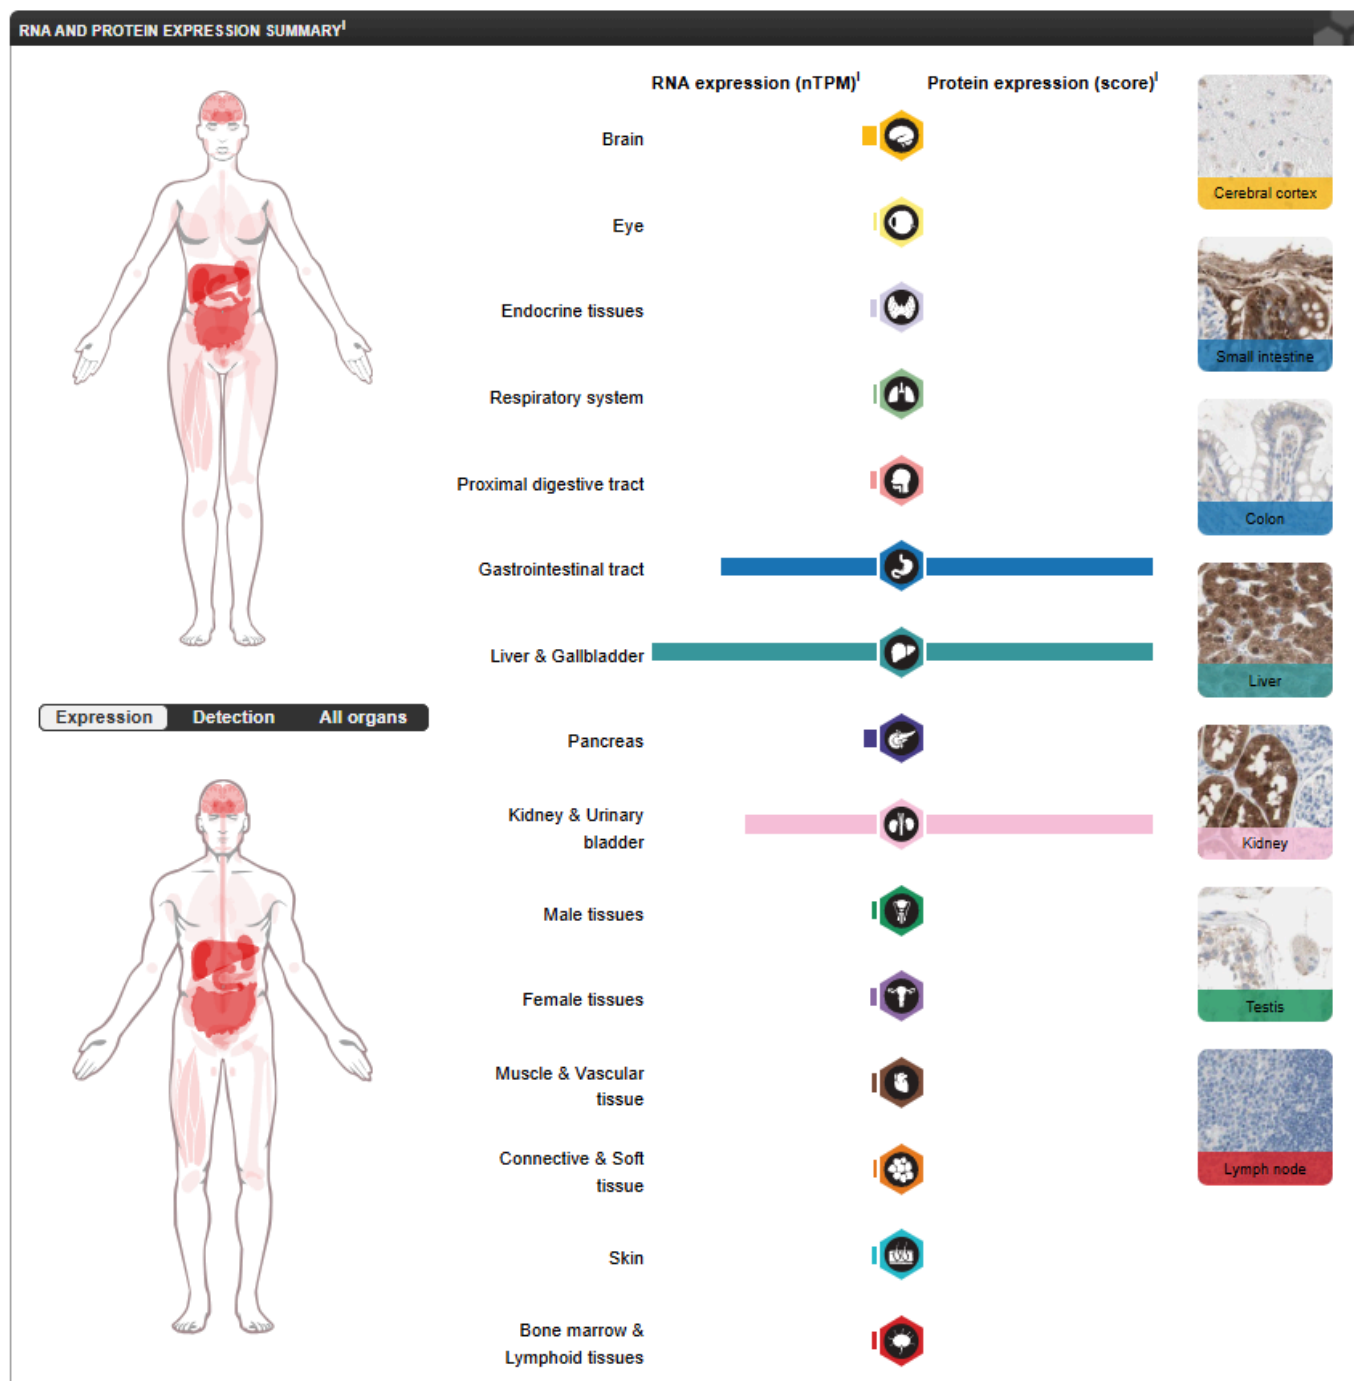 RNA AND PROTEIN EXPRESSION SUMMARYⁱ
RNA expression (nTPM)ⁱ
Protein expression (score)ⁱ
Brain
Eye
Endocrine tissues
Respiratory system
Proximal digestive tract
Gastrointestinal tract
Liver & Gallbladder
Pancreas
Kidney & Urinary
bladder
Male tissues
Female tissues
Muscle & Vascular
tissue
Connective & Soft
tissue
Skin
Bone marrow &
Lymphoid tissues
Expression
Detection
All organs
Cerebral cortex
Small intestine
Colon
Liver
Kidney
Testis
Lymph node